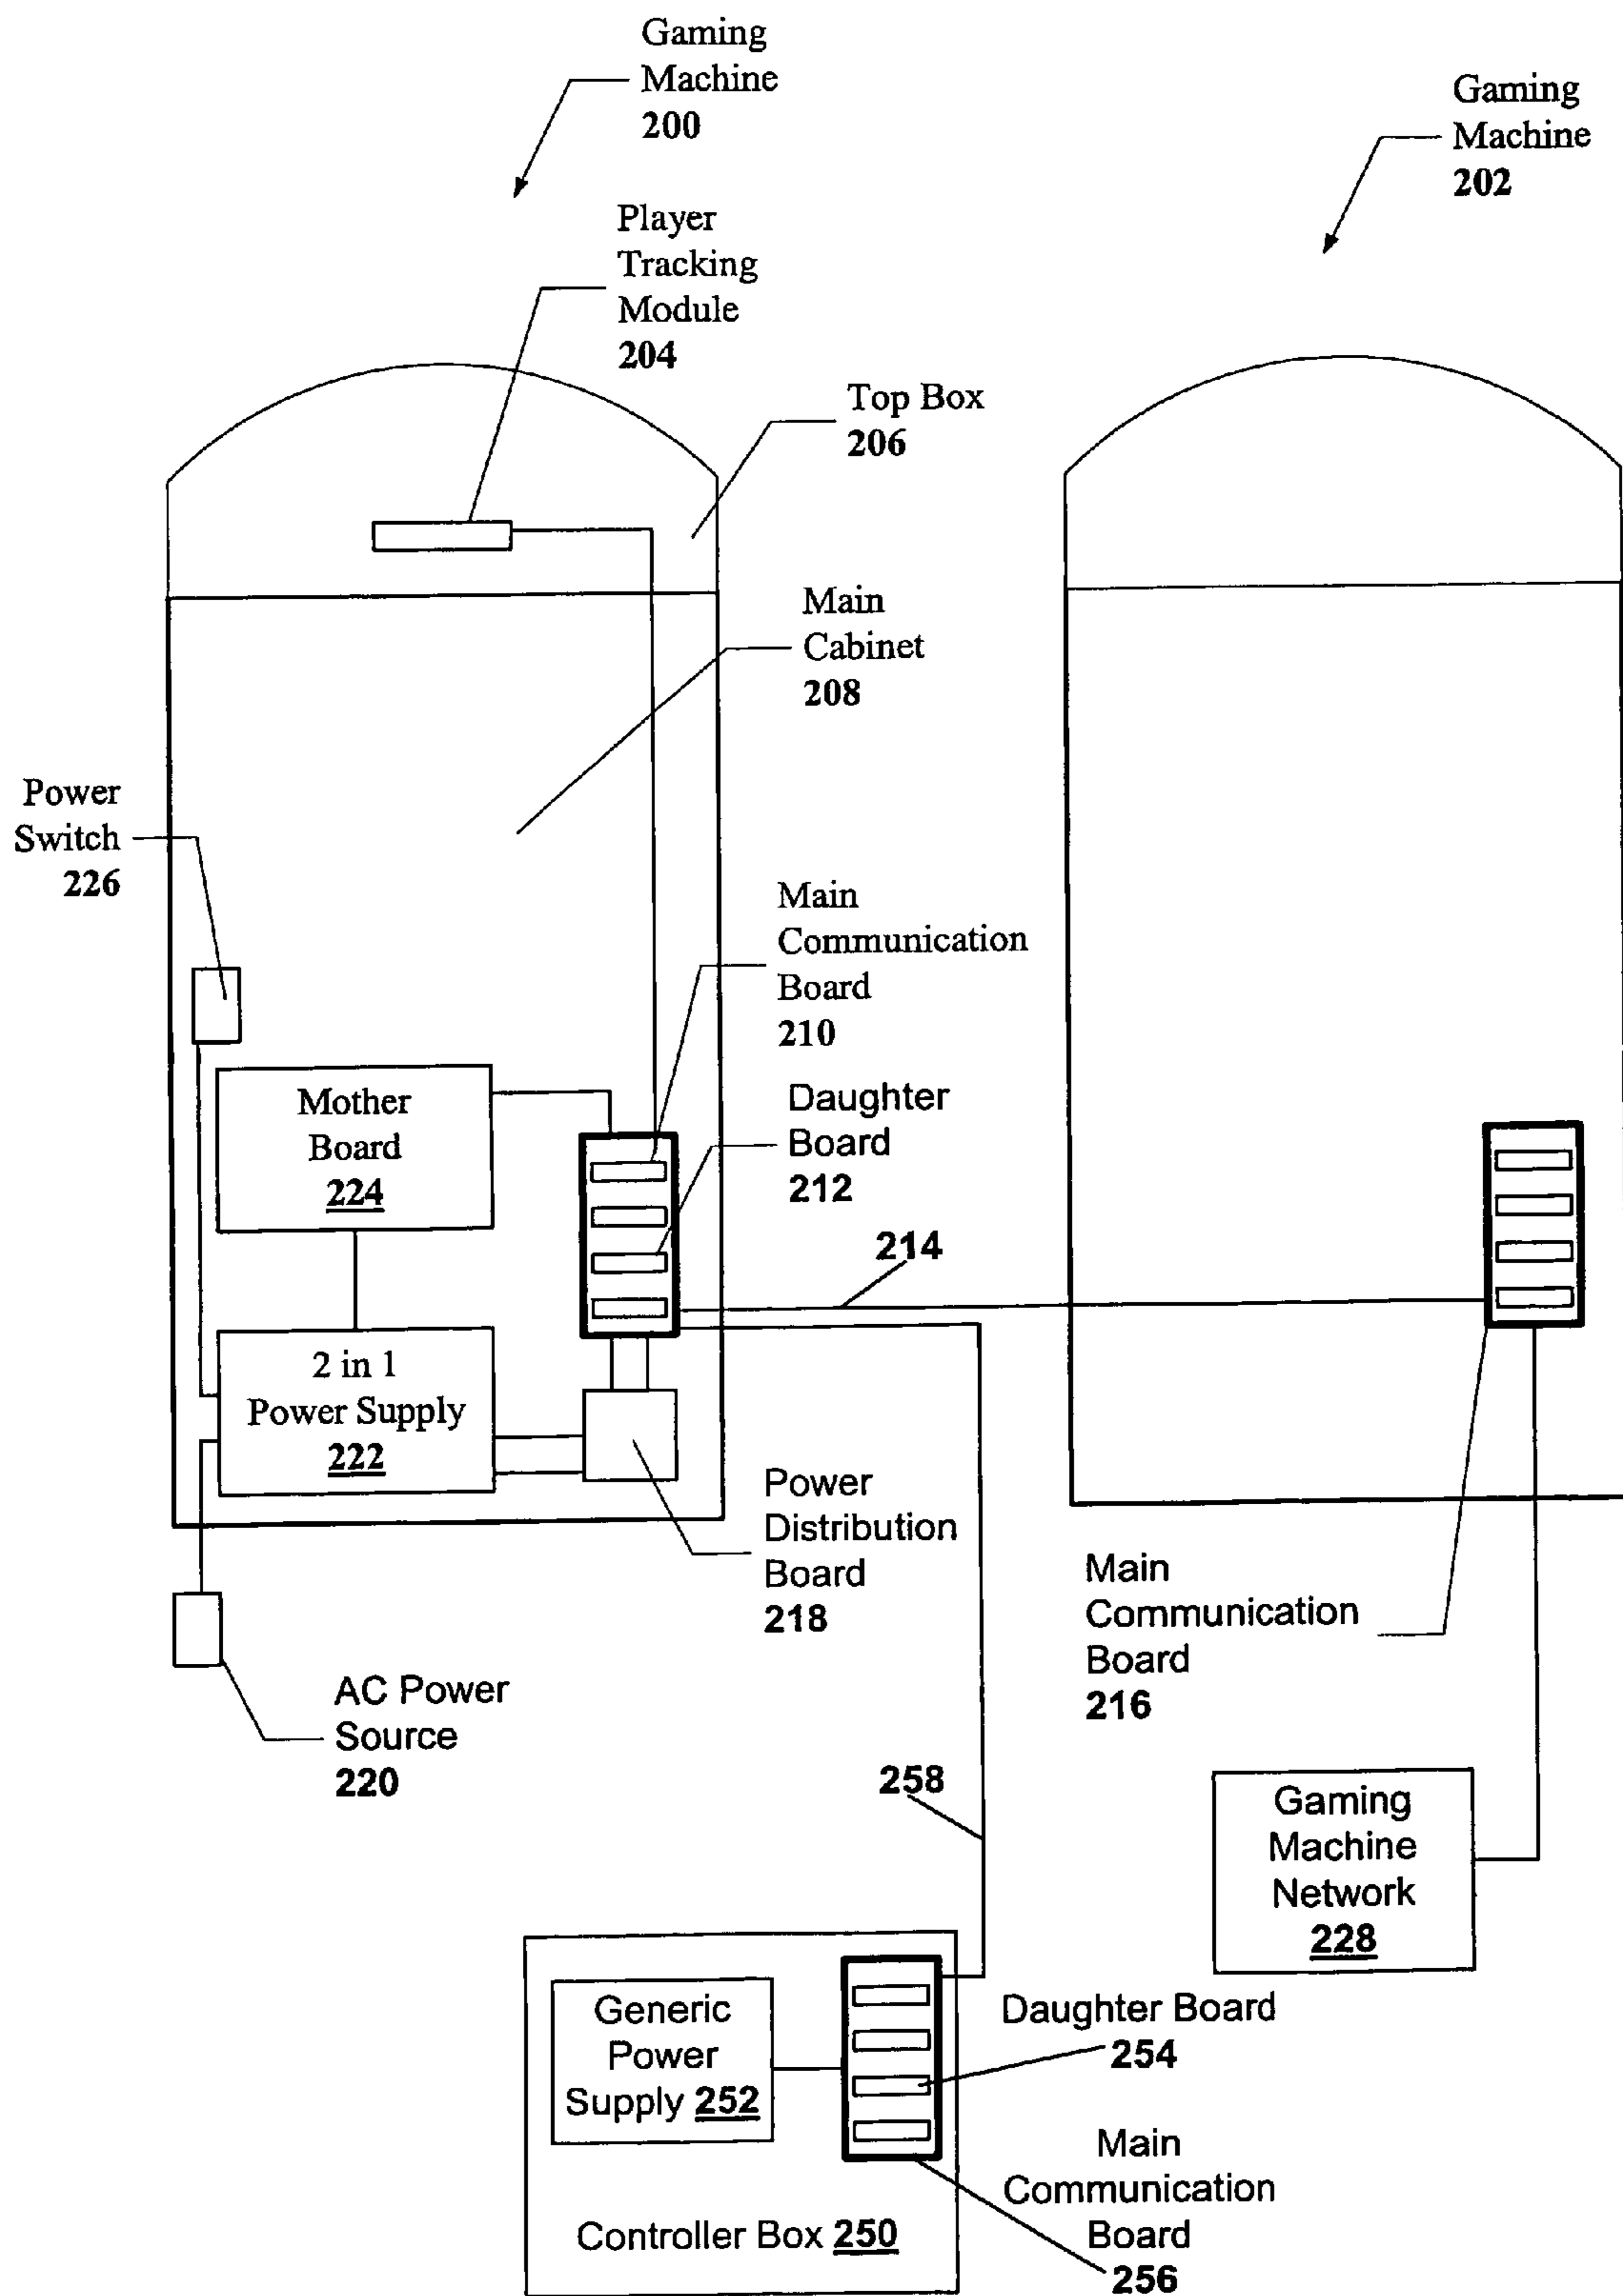 Gaming
Machine
200
Gaming
Machine
202
Player
Tracking
Module
204
Top Box
206
Main
Cabinet
208
Power
Switch
226
Main
Communication
Board
210
Mother
Board
224
Daughter
Board
212
214
2 in 1
Power Supply
222
Power
Distribution
Board
218
Main
Communication
Board
216
AC Power
Source
220
258
Gaming
Machine
Network
228
Generic
Power
Supply 252
Daughter Board
254
Main
Communication
Board
256
Controller Box 250